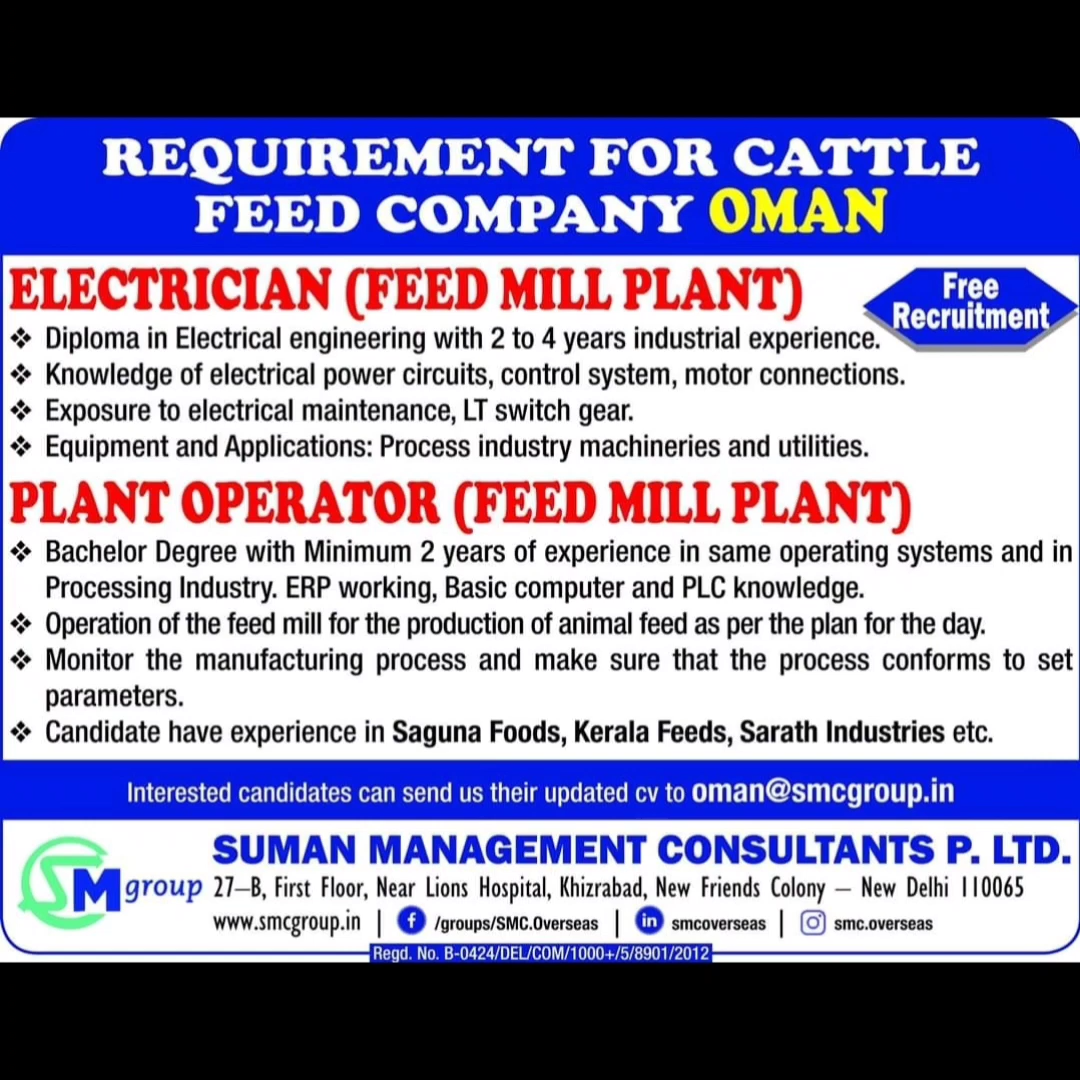 REQUIREMENT FOR CATTLE
FEED COMPANY OMAN
ELECTRICIAN (FEED MILL PLANT)
Free
Recruitment
❖ Diploma in Electrical engineering with 2 to 4 years industrial experience.
❖ Knowledge of electrical power circuits, control system, motor connections.
❖ Exposure to electrical maintenance, LT switch gear.
❖ Equipment and Applications: Process industry machineries and utilities.
PLANT OPERATOR (FEED MILL PLANT)
❖ Bachelor Degree with Minimum 2 years of experience in same operating systems and in
Processing Industry. ERP working, Basic computer and PLC knowledge.
❖ Operation of the feed mill for the production of animal feed as per the plan for the day.
❖ Monitor the manufacturing process and make sure that the process conforms to set
parameters.
❖ Candidate have experience in Saguna Foods, Kerala Feeds, Sarath Industries etc.
Interested candidates can send us their updated cv to oman@smcgroup.in
SUMAN MANAGEMENT CONSULTANTS P. LTD.
SM group 27–B, First Floor, Near Lions Hospital, Khizrabad, New Friends Colony – New Delhi 110065
www.smcgroup.in | f /groups/SMC.Overseas | in smcoverseas | smc.overseas
Regd. No. B-0424/DEL/COM/1000+/5/8901/2012